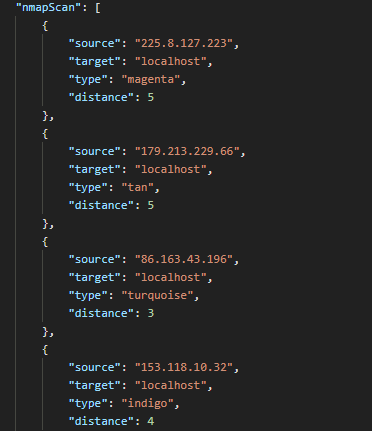 "nmapScan": [
{
"source": "225.8.127.223",
"target": "localhost",
"type": "magenta",
"distance": 5
},
{
"source": "179.213.229.66",
"target": "localhost",
"type": "tan",
"distance": 5
},
{
"source": "86.163.43.196",
"target": "localhost",
"type": "turquoise",
"distance": 3
},
{
"source": "153.118.10.32",
"target": "localhost",
"type": "indigo",
"distance": 4